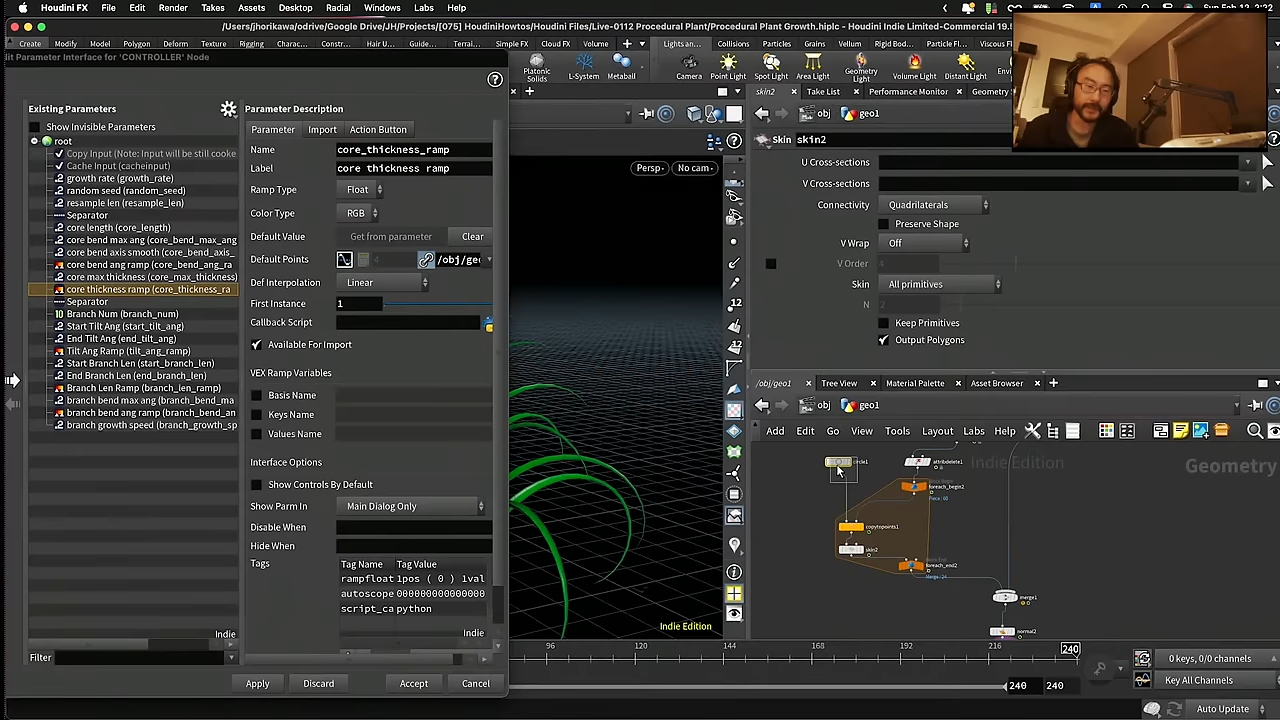 Houdini FX File Edit Render Takes Assets Desktop Radial Windows Labs Help
/Users/jhorikawa/odrive/Google Drive/JH/Projects/[075] HoudiniHowtos/Houdini Files/Live-0112 Procedural Plant/Procedural Plant Growth.hiplc - Houdini Indie Limited-Commercial 19.5
Create Modify Model Polygon Deform Texture Rigging Charac... Constr... Hair U... Guide... Terrai... Simple FX Cloud FX Volume
Lights an... Collisions Particles Grains Vellum Rigid Bod... Particle Fl... Viscous Fl
Platonic Solids L-System Metaball
Camera Point Light Spot Light Area Light Geometry Light Volume Light Distant Light
lit Parameter Interface for 'CONTROLLER' Node
skin2 Take List Performance Monitor Geometry
obj geo1
Existing Parameters
Show Invisible Parameters
root
Copy Input (Note: Input will be still cooke
Cache Input (cacheinput)
growth rate (growth_rate)
random seed (random_seed)
resample len (resample_len)
Separator
core length (core_length)
core bend max ang (core_bend_max_ang
core bend axis smooth (core_bend_axis_
core bend ang ramp (core_bend_ang_ra
core max thickness (core_max_thickness)
core thickness ramp (core_thickness_ra
Separator
Branch Num (branch_num)
Start Tilt Ang (start_tilt_ang)
End Tilt Ang (end_tilt_ang)
Tilt Ang Ramp (tilt_ang_ramp)
Start Branch Len (start_branch_len)
End Branch Len (end_branch_len)
Branch Len Ramp (branch_len_ramp)
branch bend max ang (branch_bend_ma
branch bend ang ramp (branch_bend_an
branch growth speed (branch_growth_sp
Indie
Filter
Parameter Description
Parameter Import Action Button
Name core_thickness_ramp
Label core thickness ramp
Ramp Type Float
Color Type RGB
Default Value Get from parameter Clear
Default Points 4 /obj/geo
Def Interpolation Linear
First Instance 1
Callback Script
Available For Import
VEX Ramp Variables
Basis Name
Keys Name
Values Name
Interface Options
Show Controls By Default
Show Parm In Main Dialog Only
Disable When
Hide When
Tags
Tag Name Tag Value
rampfloat 1pos ( 0 ) 1val
autoscope 0000000000000
script_ca python
Indie
Apply Discard Accept Cancel
Persp No cam
12
12
Indie Edition
Skin skin2
U Cross-sections
V Cross-sections
Connectivity Quadrilaterals
Preserve Shape
V Wrap Off
V Order 4
Skin All primitives
N 2
Keep Primitives
Output Polygons
/obj/geo1 Tree View Material Palette Asset Browser
obj geo1
Add Edit Go View Tools Layout Labs Help
Indie Edition
Geometry
circle1
attribdelete1
Block Begin
foreach_begin2
copytopoints1
skin2
Block End
foreach_end2
merge1
normal2
96 120 144 168 192 216 240
240 240
0 keys, 0/0 channels
Key All Channels
Auto Update